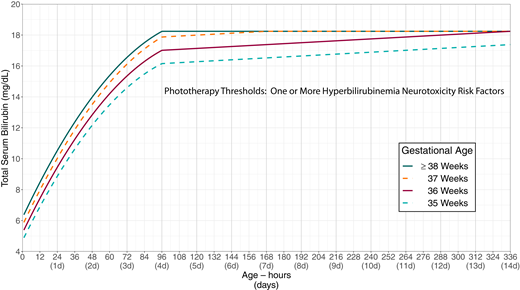 20
18
16
14
12
10
8
6
4
Total Serum Bilirubin (mg/dL)
Phototherapy Thresholds: One or More Hyperbilirubinemia Neurotoxicity Risk Factors
Gestational Age
≥ 38 Weeks
37 Weeks
36 Weeks
35 Weeks
0 12 24 36 48 60 72 84 96 108 120 132 144 156 168 180 192 204 216 228 240 252 264 276 288 300 312 324 336
(1d) (2d) (3d) (4d) (5d) (6d) (7d) (8d) (9d) (10d) (11d) (12d) (13d) (14d)
Age – hours
(days)